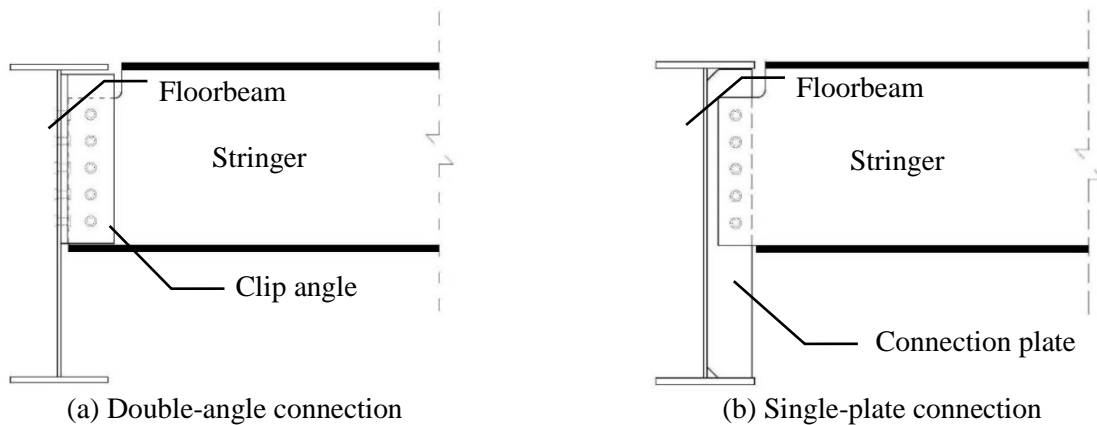 Floorbeam
Stringer
Clip angle
(a) Double-angle connection
Floorbeam
Stringer
Connection plate
(b) Single-plate connection